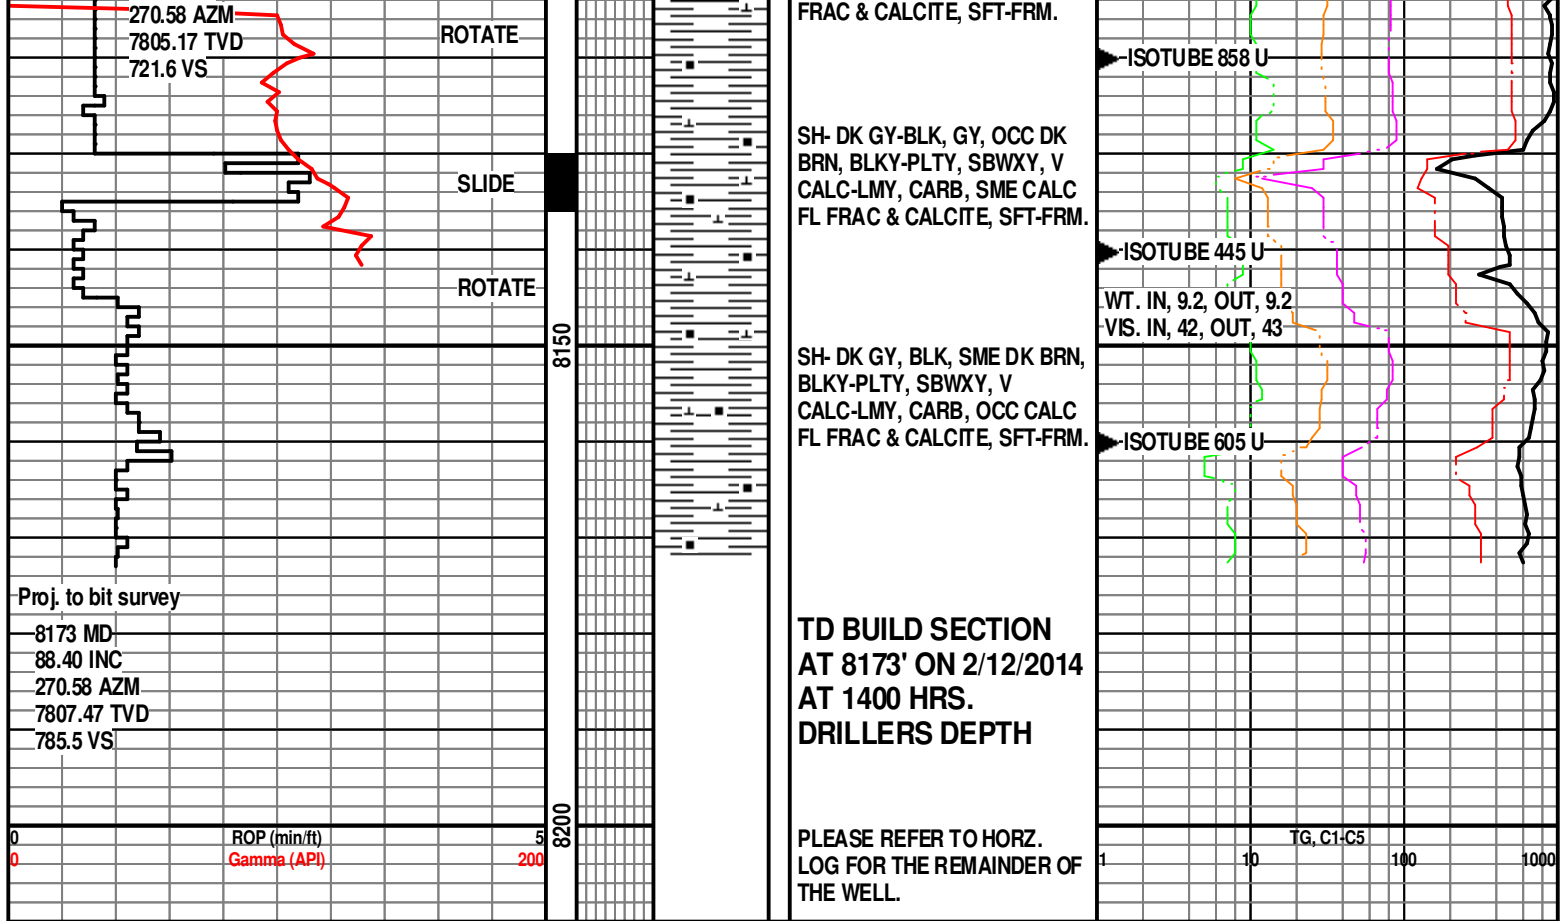 270.58 AZM
7805.17 TVD
721.6 VS
ROTATE
SLIDE
ROTATE
Proj. to bit survey
8173 MD
88.40 INC
270.58 AZM
7807.47 TVD
785.5 VS
0 ROP (min/ft) 5
0 Gamma (API) 200
8150
8200
FRAC & CALCITE, SFT-FRM.
SH- DK GY-BLK, GY, OCC DK
BRN, BLKY-PLTY, SBWXY, V
CALC-LMY, CARB, SME CALC
FL FRAC & CALCITE, SFT-FRM.
SH- DK GY, BLK, SME DK BRN,
BLKY-PLTY, SBWXY, V
CALC-LMY, CARB, OCC CALC
FL FRAC & CALCITE, SFT-FRM.
TD BUILD SECTION
AT 8173' ON 2/12/2014
AT 1400 HRS.
DRILLERS DEPTH
PLEASE REFER TO HORZ.
LOG FOR THE REMAINDER OF
THE WELL.
ISOTUBE 858 U
ISOTUBE 445 U
WT. IN, 9.2, OUT, 9.2
VIS. IN, 42, OUT, 43
ISOTUBE 605 U
TG, C1-C5
1 10 100 1000